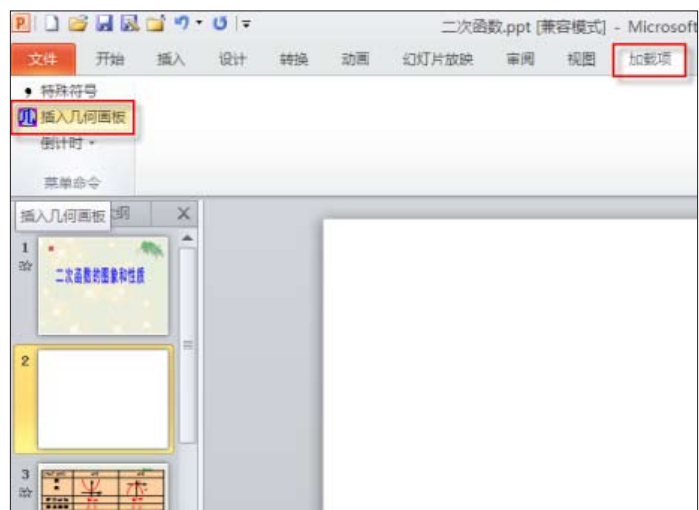 二次函数.ppt [兼容模式] - Microsoft
文件 开始 插入 设计 转换 动画 幻灯片放映 审阅 视图 加载项
特殊符号
插入几何画板
倒计时
菜单命令
插入几何画板
1
二次函数的图象和性质
2
3